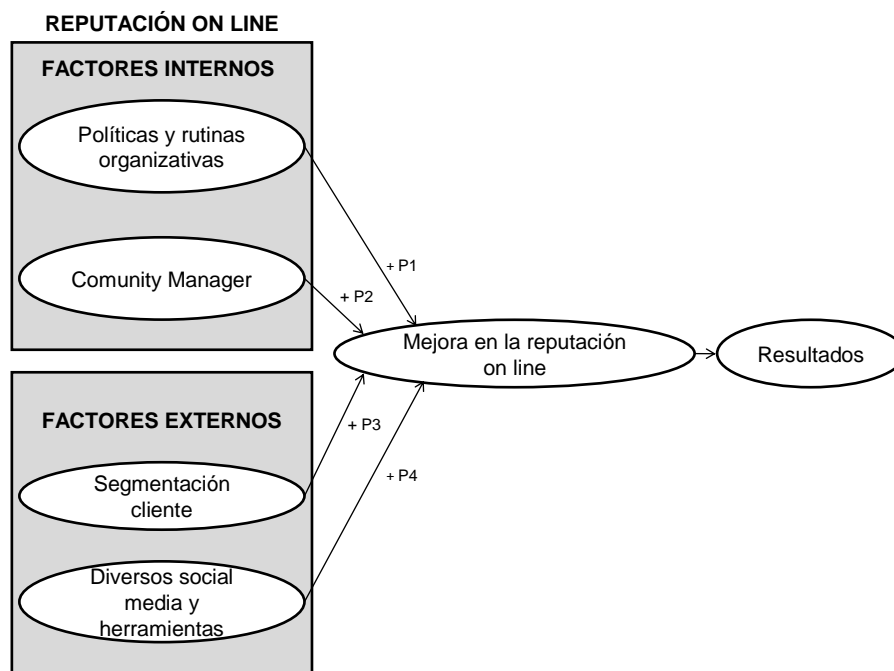 REPUTACIÓN ON LINE
FACTORES INTERNOS
Políticas y rutinas
organizativas
Comunity Manager
+ P1
+ P2
Mejora en la reputación
on line
Resultados
FACTORES EXTERNOS
+ P3
+ P4
Segmentación
cliente
Diversos social
media y
herramientas